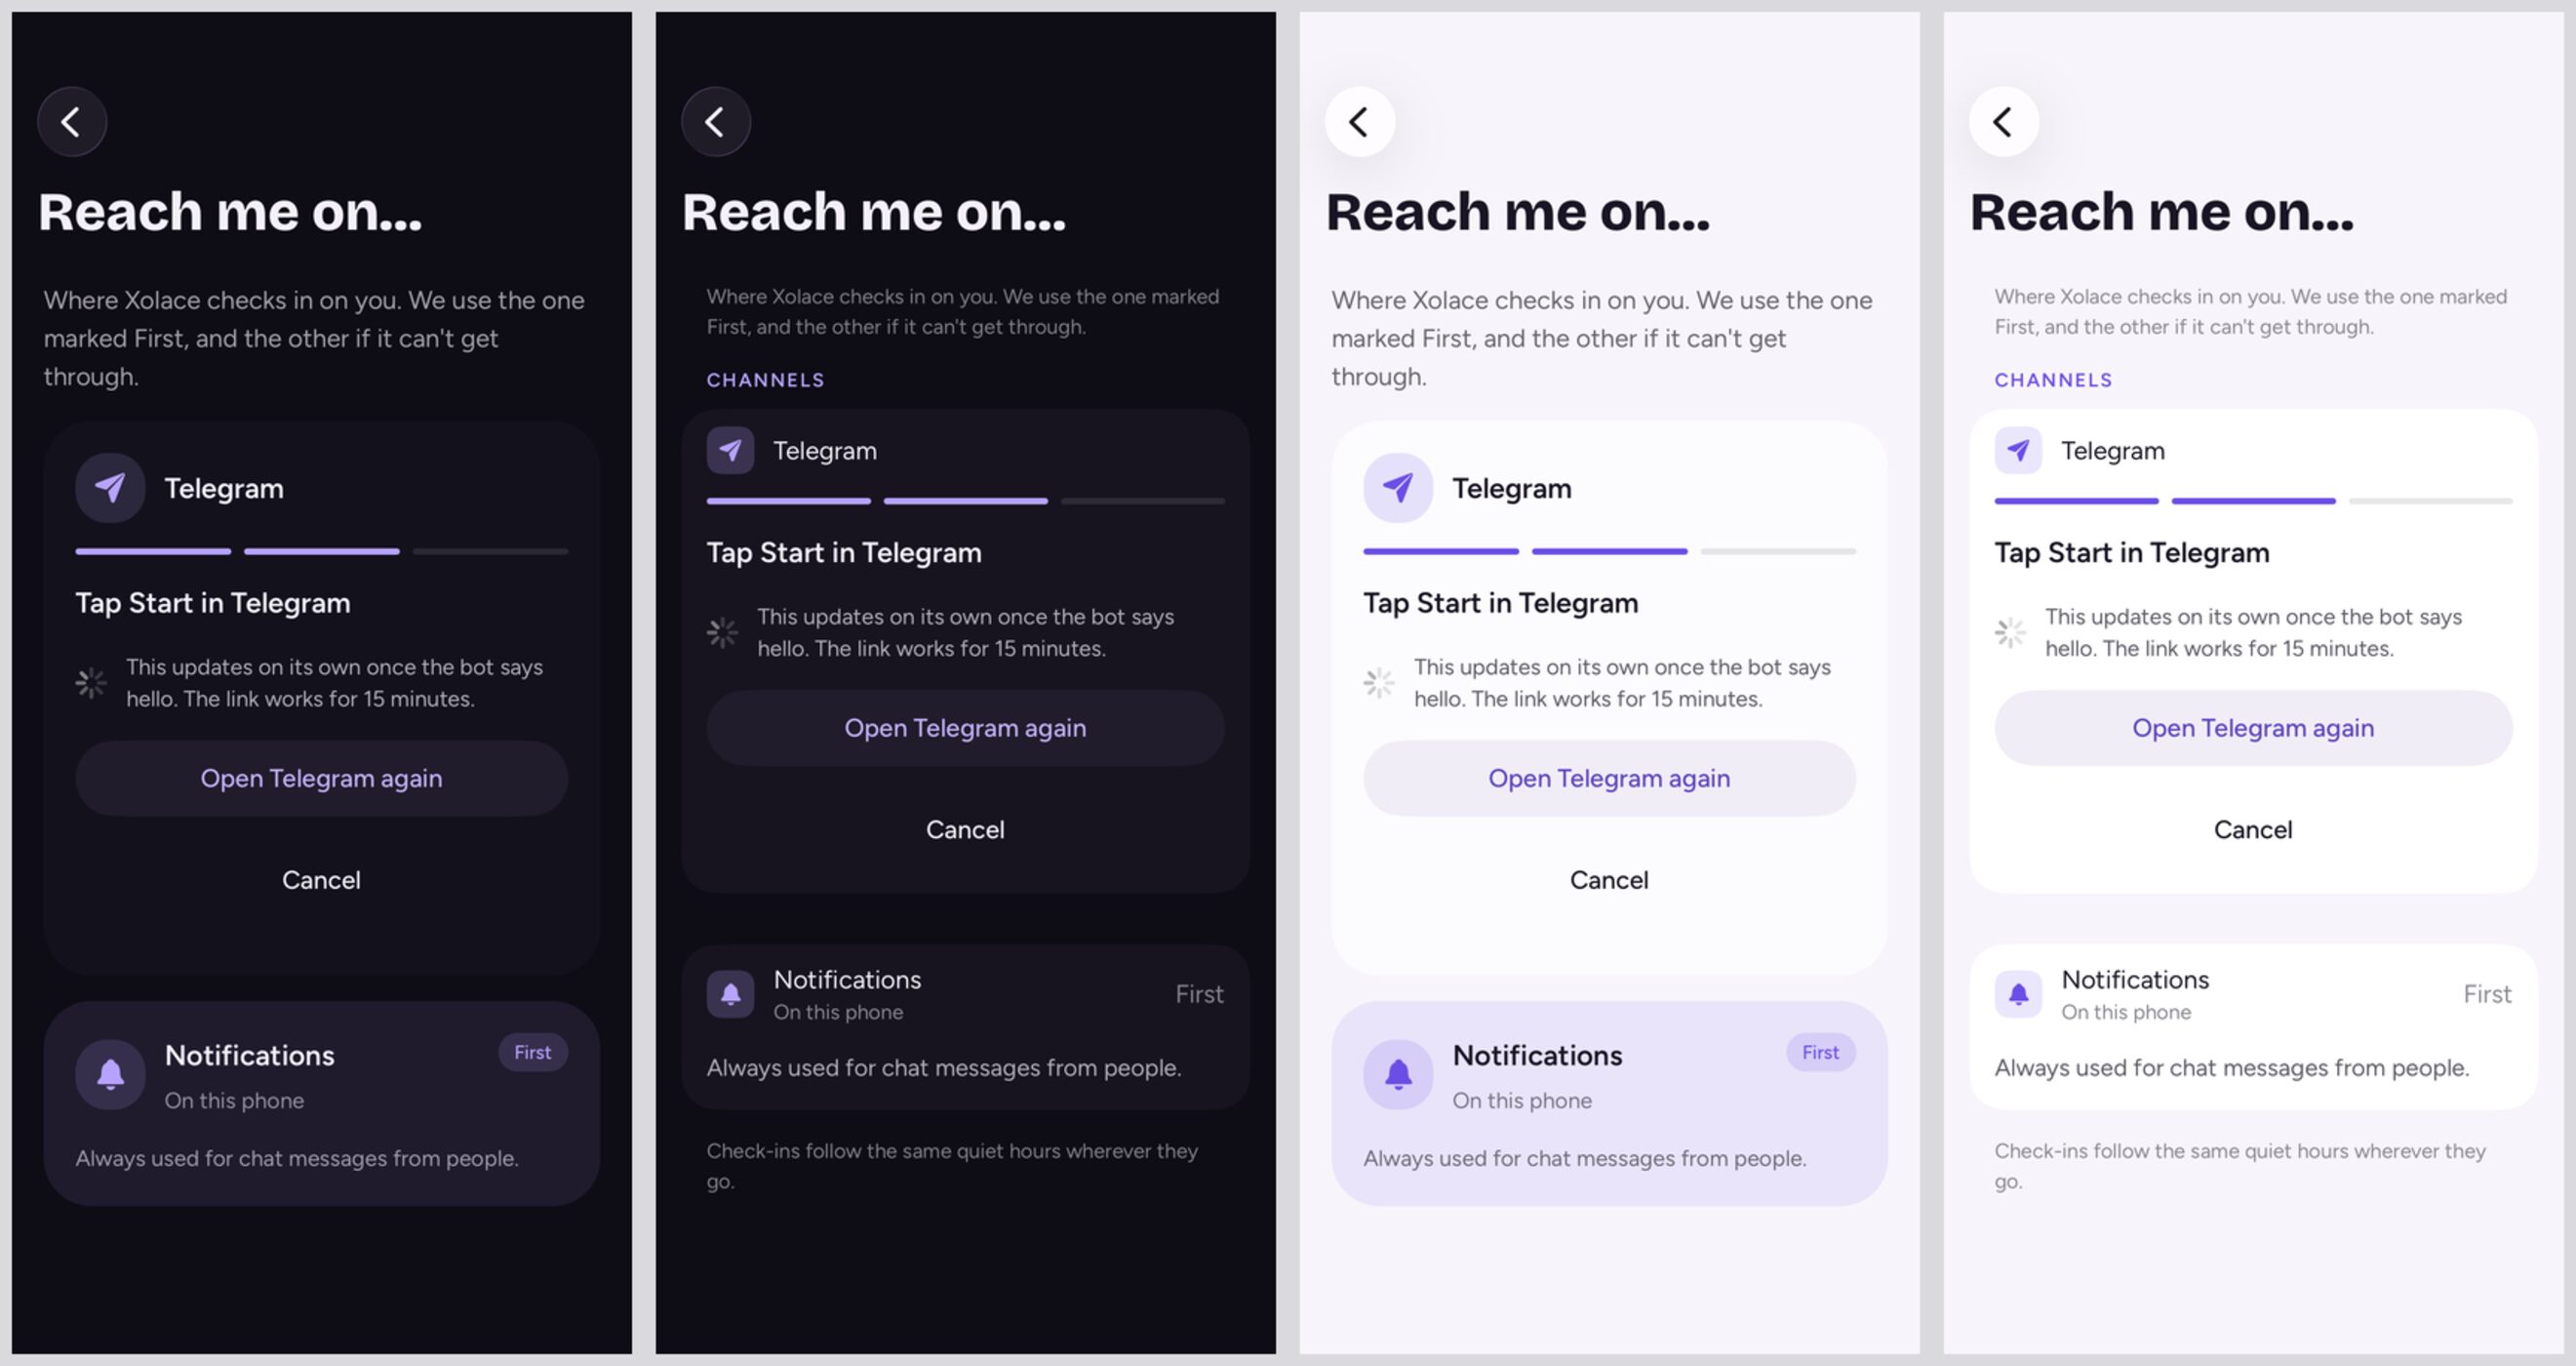 Reach me on...
Where Xolace checks in on you. We use the one
marked First, and the other if it can't get
through.
Telegram
Tap Start in Telegram
This updates on its own once the bot says
hello. The link works for 15 minutes.
Open Telegram again
Cancel
Notifications
First
On this phone
Always used for chat messages from people.
Reach me on...
Where Xolace checks in on you. We use the one marked
First, and the other if it can't get through.
CHANNELS
Telegram
Tap Start in Telegram
This updates on its own once the bot says
hello. The link works for 15 minutes.
Open Telegram again
Cancel
Notifications
On this phone
First
Always used for chat messages from people.
Check-ins follow the same quiet hours wherever they
go.
Reach me on...
Where Xolace checks in on you. We use the one
marked First, and the other if it can't get
through.
Telegram
Tap Start in Telegram
This updates on its own once the bot says
hello. The link works for 15 minutes.
Open Telegram again
Cancel
Notifications
First
On this phone
Always used for chat messages from people.
Reach me on...
Where Xolace checks in on you. We use the one marked
First, and the other if it can't get through.
CHANNELS
Telegram
Tap Start in Telegram
This updates on its own once the bot says
hello. The link works for 15 minutes.
Open Telegram again
Cancel
Notifications
On this phone
First
Always used for chat messages from people.
Check-ins follow the same quiet hours wherever they
go.